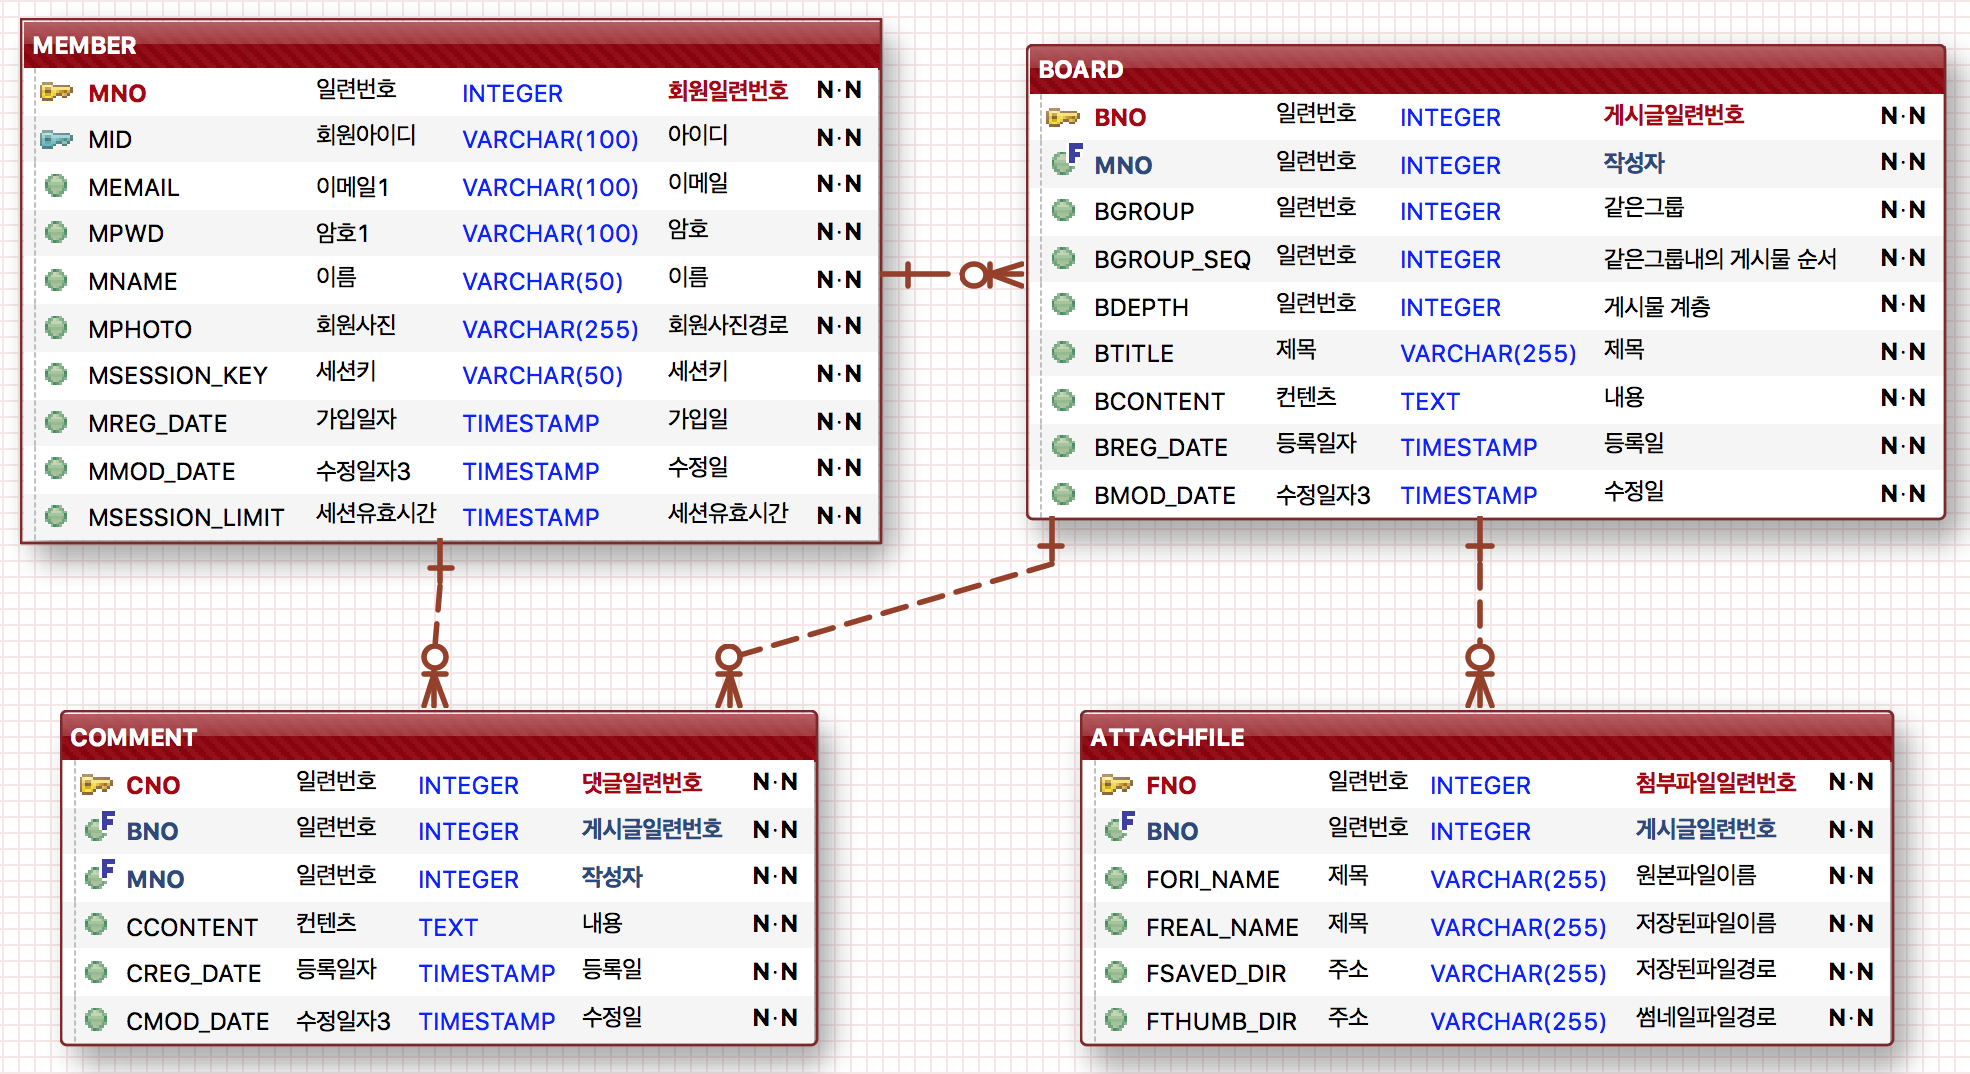 MEMBER
MNO 일련번호 INTEGER 회원일련번호 N·N
MID 회원아이디 VARCHAR(100) 아이디 N·N
MEMAIL 이메일1 VARCHAR(100) 이메일 N·N
MPWD 암호1 VARCHAR(100) 암호 N·N
MNAME 이름 VARCHAR(50) 이름 N·N
MPHOTO 회원사진 VARCHAR(255) 회원사진경로 N·N
MSESSION_KEY 세션키 VARCHAR(50) 세션키 N·N
MREG_DATE 가입일자 TIMESTAMP 가입일 N·N
MMOD_DATE 수정일자3 TIMESTAMP 수정일 N·N
MSESSION_LIMIT 세션유효시간 TIMESTAMP 세션유효시간 N·N
BOARD
BNO 일련번호 INTEGER 게시글일련번호 N·N
F MNO 일련번호 INTEGER 작성자 N·N
BGROUP 일련번호 INTEGER 같은그룹 N·N
BGROUP_SEQ 일련번호 INTEGER 같은그룹내의 게시물 순서 N·N
BDEPTH 일련번호 INTEGER 게시물 계층 N·N
BTITLE 제목 VARCHAR(255) 제목 N·N
BCONTENT 컨텐츠 TEXT 내용 N·N
BREG_DATE 등록일자 TIMESTAMP 등록일 N·N
BMOD_DATE 수정일자3 TIMESTAMP 수정일 N·N
COMMENT
CNO 일련번호 INTEGER 댓글일련번호 N·N
F BNO 일련번호 INTEGER 게시글일련번호 N·N
F MNO 일련번호 INTEGER 작성자 N·N
CCONTENT 컨텐츠 TEXT 내용 N·N
CREG_DATE 등록일자 TIMESTAMP 등록일 N·N
CMOD_DATE 수정일자3 TIMESTAMP 수정일 N·N
ATTACHFILE
FNO 일련번호 INTEGER 첨부파일일련번호 N·N
F BNO 일련번호 INTEGER 게시글일련번호 N·N
FORI_NAME 제목 VARCHAR(255) 원본파일이름 N·N
FREAL_NAME 제목 VARCHAR(255) 저장된파일이름 N·N
FSAVED_DIR 주소 VARCHAR(255) 저장된파일경로 N·N
FTHUMB_DIR 주소 VARCHAR(255) 썸네일파일경로 N·N